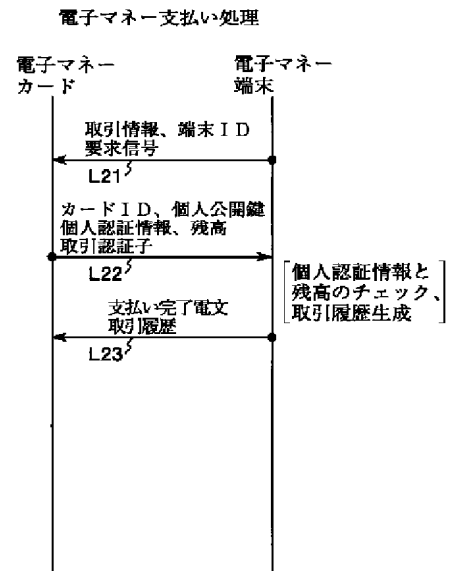 電子マネー支払い処理
電子マネー
カード
電子マネー
端末
取引情報、端末ＩＤ
要求信号
L21
カードＩＤ、個人公開鍵
個人認証情報、残高
取引認証子
L22
個人認証情報と
残高のチェック、
取引履歴生成
支払い完了電文
取引履歴
L23